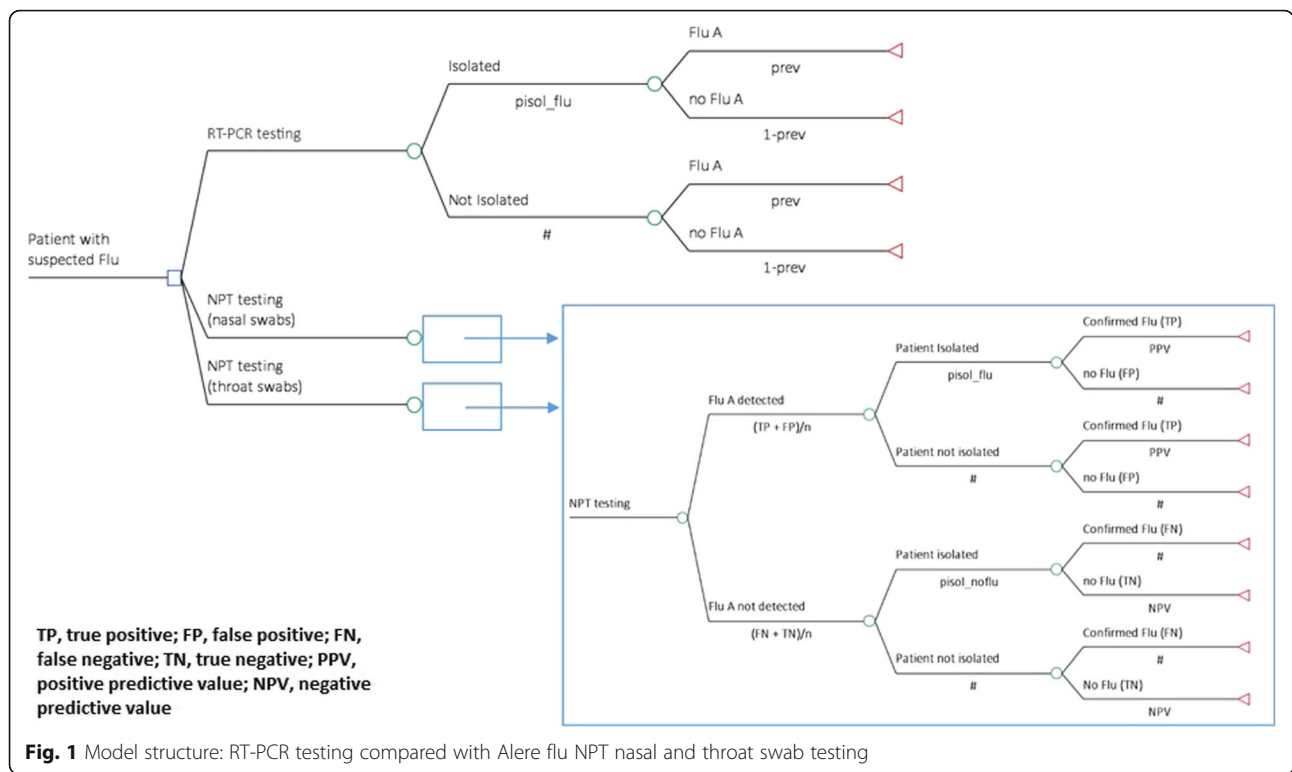 Flu A
prev
Isolated
pisol_flu
no Flu A
1-prev
RT-PCR testing
Flu A
prev
Not Isolated
#
no Flu A
1-prev
Patient with
suspected Flu
NPT testing
(nasal swabs)
NPT testing
(throat swabs)
Confirmed Flu (TP)
PPV
Patient Isolated
pisol_flu
no Flu (FP)
#
Flu A detected
(TP + FP)/n
Confirmed Flu (TP)
PPV
Patient not isolated
#
no Flu (FP)
#
NPT testing
Confirmed Flu (FN)
#
Patient isolated
pisol_noflu
no Flu (TN)
NPV
Flu A not detected
(FN + TN)/n
Confirmed Flu (FN)
#
Patient not isolated
#
No Flu (TN)
NPV
TP, true positive; FP, false positive; FN,
false negative; TN, true negative; PPV,
positive predictive value; NPV, negative
predictive value
Fig. 1 Model structure: RT-PCR testing compared with Alere flu NPT nasal and throat swab testing